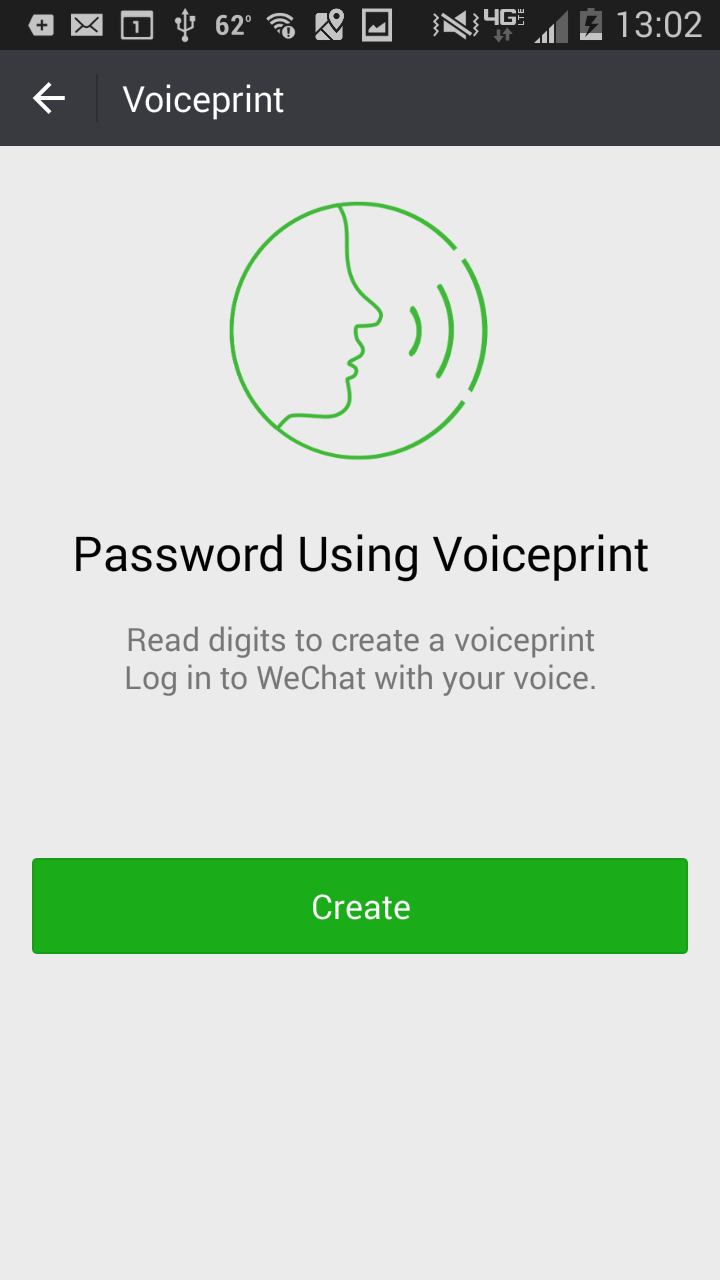 1 62° 4G LTE 13:02
Voiceprint
Password Using Voiceprint
Read digits to create a voiceprint
Log in to WeChat with your voice.
Create